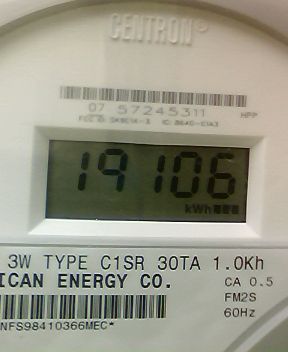 CENTRON®
07 57245311 HPP
19106
kWh
3W TYPE C1SR 30TA 1.0Kh
ICAN ENERGY CO. CA 0.5
FM2S
NFS98410366MEC* 60Hz